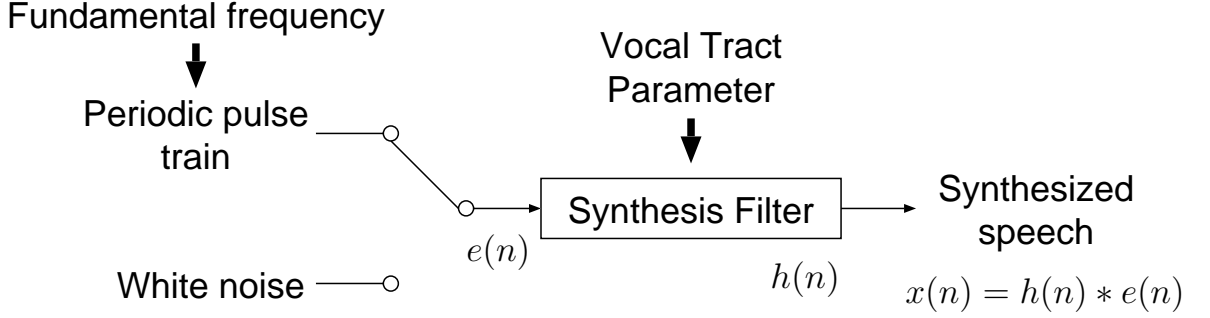 Fundamental frequency
Periodic pulse
train
White noise
e(n)
Vocal Tract
Parameter
Synthesis Filter
h(n)
Synthesized
speech
x(n) = h(n) ∗ e(n)